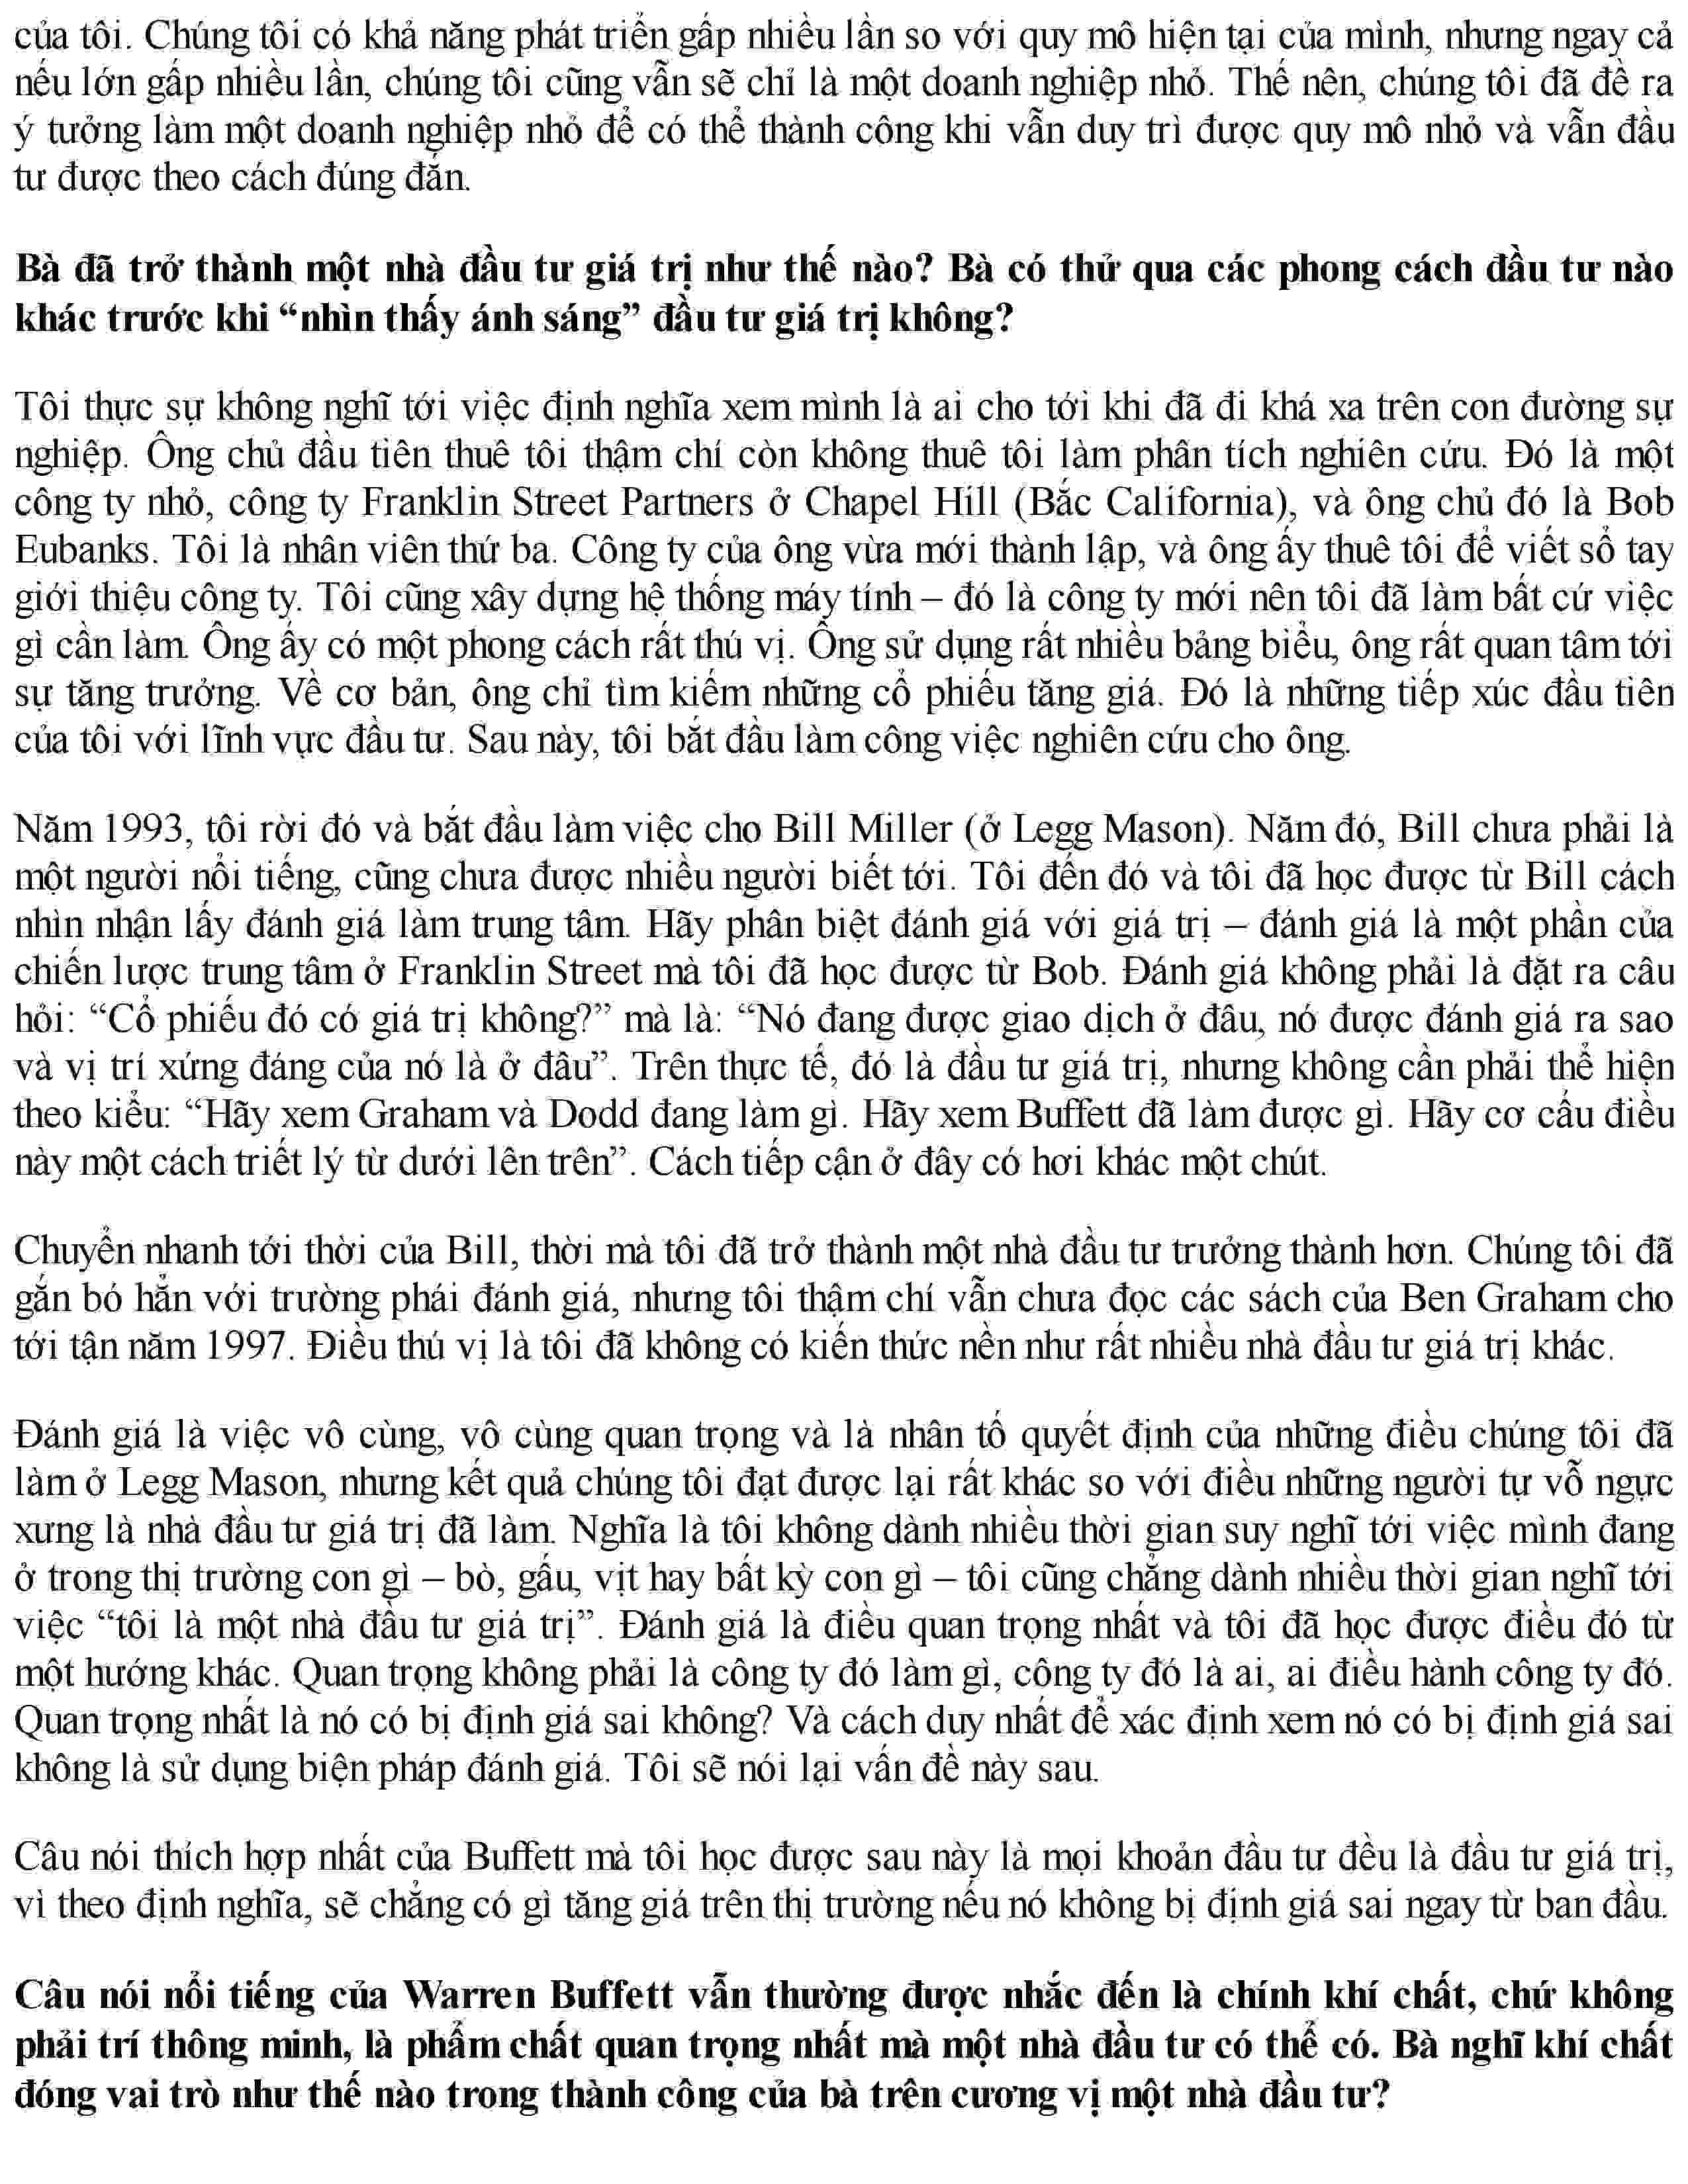 của tôi. Chúng tôi có khả năng phát triển gấp nhiều lần so với quy mô hiện tại của mình, nhưng ngay cả
nếu lớn gấp nhiều lần, chúng tôi cũng vẫn sẽ chỉ là một doanh nghiệp nhỏ. Thế nên, chúng tôi đã đề ra
ý tưởng làm một doanh nghiệp nhỏ để có thể thành công khi vẫn duy trì được quy mô nhỏ và vẫn đầu
tư được theo cách đúng đắn.
Bà đã trở thành một nhà đầu tư giá trị như thế nào? Bà có thử qua các phong cách đầu tư nào
khác trước khi “nhìn thấy ánh sáng” đầu tư giá trị không?
Tôi thực sự không nghĩ tới việc định nghĩa xem mình là ai cho tới khi đã đi khá xa trên con đường sự
nghiệp. Ông chủ đầu tiên thuê tôi thậm chí còn không thuê tôi làm phân tích nghiên cứu. Đó là một
công ty nhỏ, công ty Franklin Street Partners ở Chapel Hill (Bắc California), và ông chủ đó là Bob
Eubanks. Tôi là nhân viên thứ ba. Công ty của ông vừa mới thành lập, và ông ấy thuê tôi để viết sổ tay
giới thiệu công ty. Tôi cũng xây dựng hệ thống máy tính – đó là công ty mới nên tôi đã làm bất cứ việc
gì cần làm. Ông ấy có một phong cách rất thú vị. Ông sử dụng rất nhiều bảng biểu, ông rất quan tâm tới
sự tăng trưởng. Về cơ bản, ông chỉ tìm kiếm những cổ phiếu tăng giá. Đó là những tiếp xúc đầu tiên
của tôi với lĩnh vực đầu tư. Sau này, tôi bắt đầu làm công việc nghiên cứu cho ông.
Năm 1993, tôi rời đó và bắt đầu làm việc cho Bill Miller (ở Legg Mason). Năm đó, Bill chưa phải là
một người nổi tiếng, cũng chưa được nhiều người biết tới. Tôi đến đó và tôi đã học được từ Bill cách
nhìn nhận lấy đánh giá làm trung tâm. Hãy phân biệt đánh giá với giá trị – đánh giá là một phần của
chiến lược trung tâm ở Franklin Street mà tôi đã học được từ Bob. Đánh giá không phải là đặt ra câu
hỏi: “Cổ phiếu đó có giá trị không?” mà là: “Nó đang được giao dịch ở đâu, nó được đánh giá ra sao
và vị trí xứng đáng của nó là ở đâu”. Trên thực tế, đó là đầu tư giá trị, nhưng không cần phải thể hiện
theo kiểu: “Hãy xem Graham và Dodd đang làm gì. Hãy xem Buffett đã làm được gì. Hãy cơ cấu điều
này một cách triết lý từ dưới lên trên”. Cách tiếp cận ở đây có hơi khác một chút.
Chuyển nhanh tới thời của Bill, thời mà tôi đã trở thành một nhà đầu tư trưởng thành hơn. Chúng tôi đã
gắn bó hẳn với trường phái đánh giá, nhưng tôi thậm chí vẫn chưa đọc các sách của Ben Graham cho
tới tận năm 1997. Điều thú vị là tôi đã không có kiến thức nền như rất nhiều nhà đầu tư giá trị khác.
Đánh giá là việc vô cùng, vô cùng quan trọng và là nhân tố quyết định của những điều chúng tôi đã
làm ở Legg Mason, nhưng kết quả chúng tôi đạt được lại rất khác so với điều những người tự vỗ ngực
xưng là nhà đầu tư giá trị đã làm. Nghĩa là tôi không dành nhiều thời gian suy nghĩ tới việc mình đang
ở trong thị trường con gì – bò, gấu, vịt hay bất kỳ con gì – tôi cũng chẳng dành nhiều thời gian nghĩ tới
việc “tôi là một nhà đầu tư giá trị”. Đánh giá là điều quan trọng nhất và tôi đã học được điều đó từ
một hướng khác. Quan trọng không phải là công ty đó làm gì, công ty đó là ai, ai điều hành công ty đó.
Quan trọng nhất là nó có bị định giá sai không? Và cách duy nhất để xác định xem nó có bị định giá sai
không là sử dụng biện pháp đánh giá. Tôi sẽ nói lại vấn đề này sau.
Câu nói thích hợp nhất của Buffett mà tôi học được sau này là mọi khoản đầu tư đều là đầu tư giá trị,
vì theo định nghĩa, sẽ chẳng có gì tăng giá trên thị trường nếu nó không bị định giá sai ngay từ ban đầu.
Câu nói nổi tiếng của Warren Buffett vẫn thường được nhắc đến là chính khí chất, chứ không
phải trí thông minh, là phẩm chất quan trọng nhất mà một nhà đầu tư có thể có. Bà nghĩ khí chất
đóng vai trò như thế nào trong thành công của bà trên cương vị một nhà đầu tư?